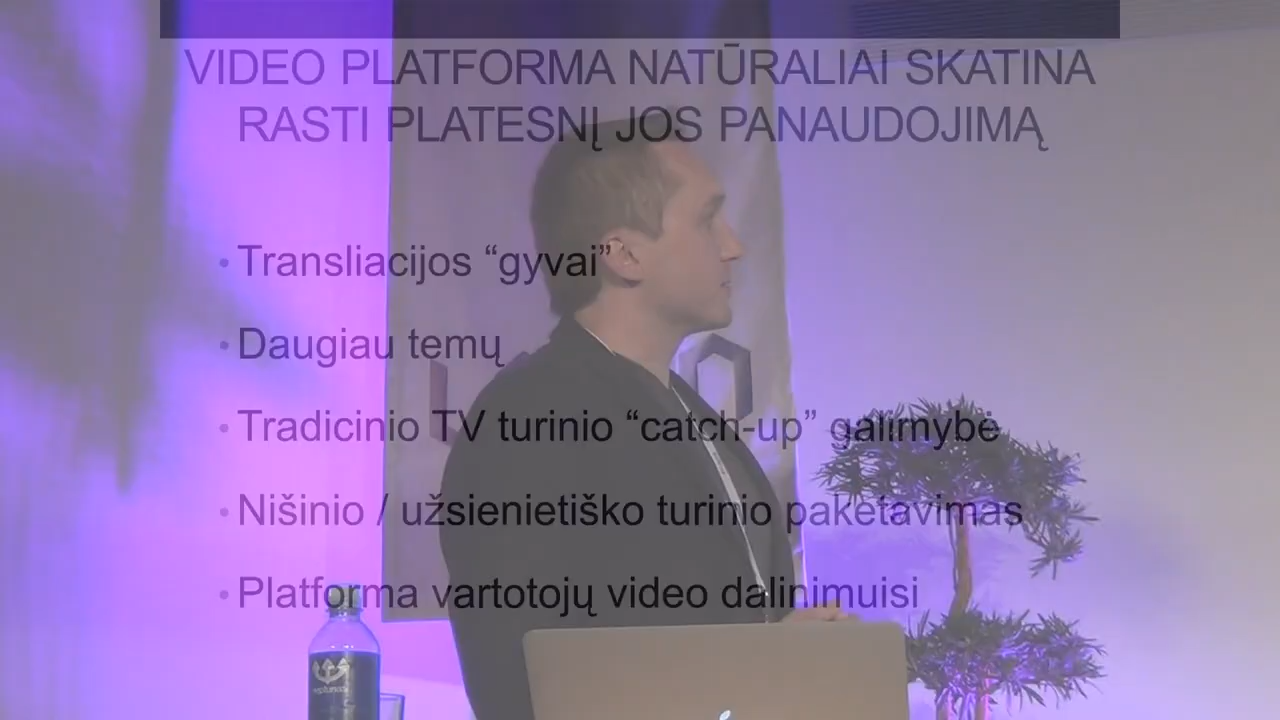 VIDEO PLATFORMA NATŪRALIAI SKATINA
RASTI PLATESNĮ JOS PANAUDOJIMĄ
• Transliacijos “gyvai”
• Daugiau temų
• Tradicinio TV turinio “catch-up” galimybė
• Nišinio / užsienietiško turinio paketavimas
• Platforma vartotojų video dalinimuisi